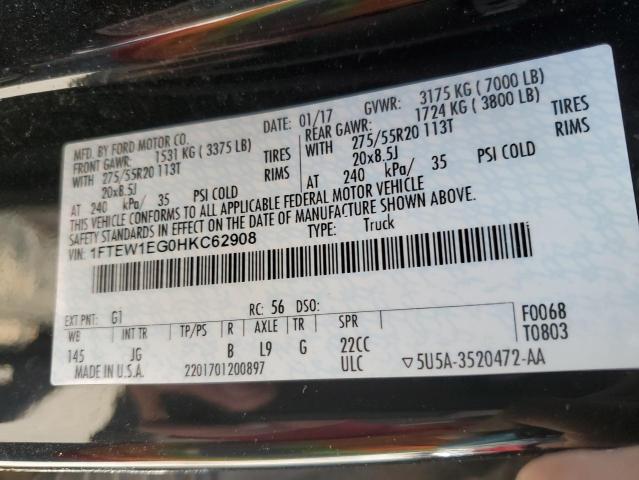 MFD. BY FORD MOTOR CO.
DATE: 01/17 GVWR: 3175 KG ( 7000 LB)
FRONT GAWR: 1531 KG ( 3375 LB)
REAR GAWR: 1724 KG ( 3800 LB)
WITH 275/55R20 113T TIRES
WITH 275/55R20 113T TIRES
20x8.5J RIMS
20x8.5J RIMS
AT 240 kPa/ 35 PSI COLD
AT 240 kPa/ 35 PSI COLD
THIS VEHICLE CONFORMS TO ALL APPLICABLE FEDERAL MOTOR VEHICLE
SAFETY STANDARDS IN EFFECT ON THE DATE OF MANUFACTURE SHOWN ABOVE.
VIN: 1FTEW1EG0HKC62908
TYPE: Truck
EXT PNT: G1 RC: 56 DSO: F0068
WB INT TR TP/PS R AXLE TR SPR T0803
145 JG B L9 G 22CC
MADE IN U.S.A. 2201701200897 ULC ▽5U5A-3520472-AA